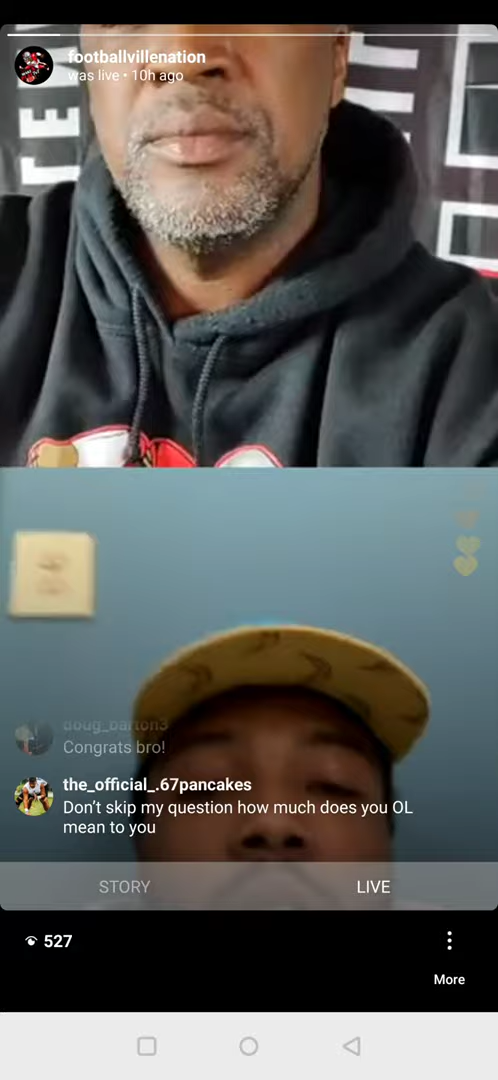 footballvillenation
was live • 10h ago
doug_barton3
Congrats bro!
the_official_.67pancakes
Don't skip my question how much does you OL
mean to you
STORY
LIVE
527
More